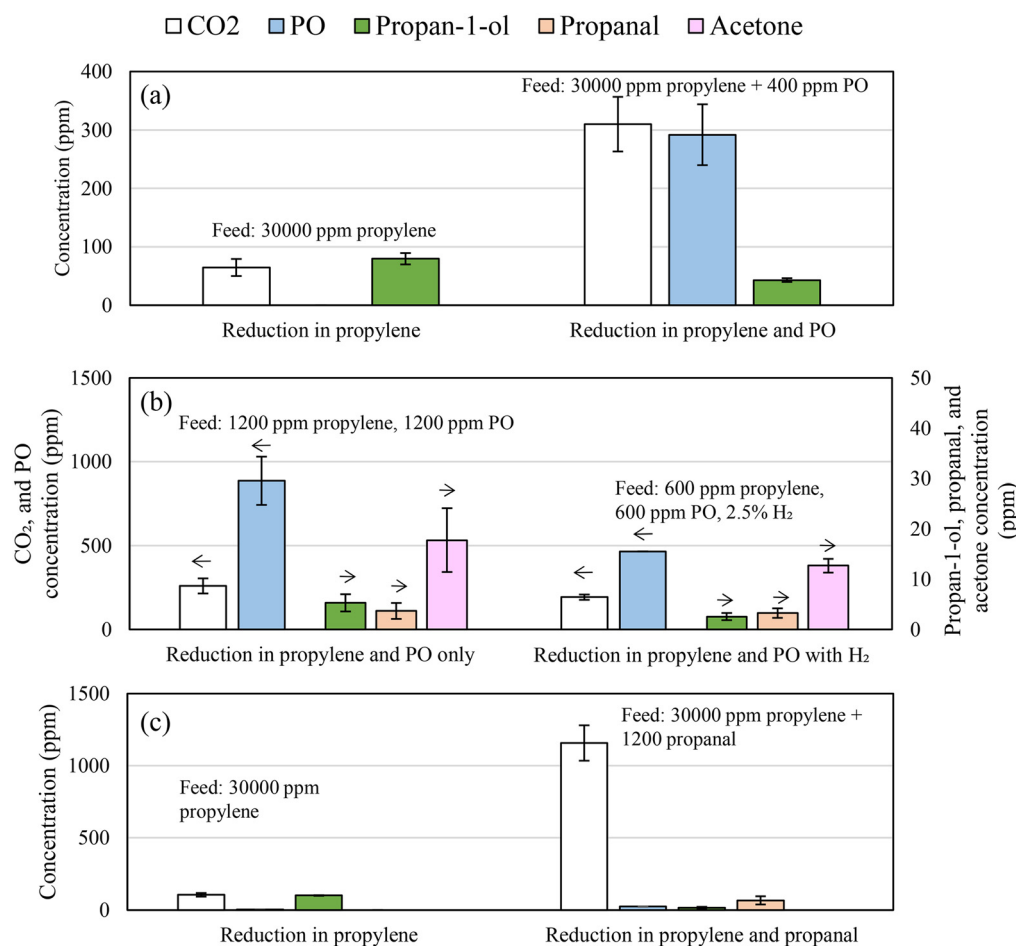 CO2 PO Propan-1-ol Propanal Acetone
Concentration (ppm)
400
300
200
100
0
(a)
Feed: 30000 ppm propylene + 400 ppm PO
Feed: 30000 ppm propylene
Reduction in propylene
Reduction in propylene and PO
CO₂, and PO
concentration (ppm)
1500
1000
500
0
(b)
Feed: 1200 ppm propylene, 1200 ppm PO
Feed: 600 ppm propylene,
600 ppm PO, 2.5% H₂
50
40
30
20
10
0
Propan-1-ol, propanal, and
acetone concentration
(ppm)
Reduction in propylene and PO only
Reduction in propylene and PO with H₂
Concentration (ppm)
1500
1000
500
0
(c)
Feed: 30000 ppm
propylene
Feed: 30000 ppm propylene +
1200 propanal
Reduction in propylene
Reduction in propylene and propanal